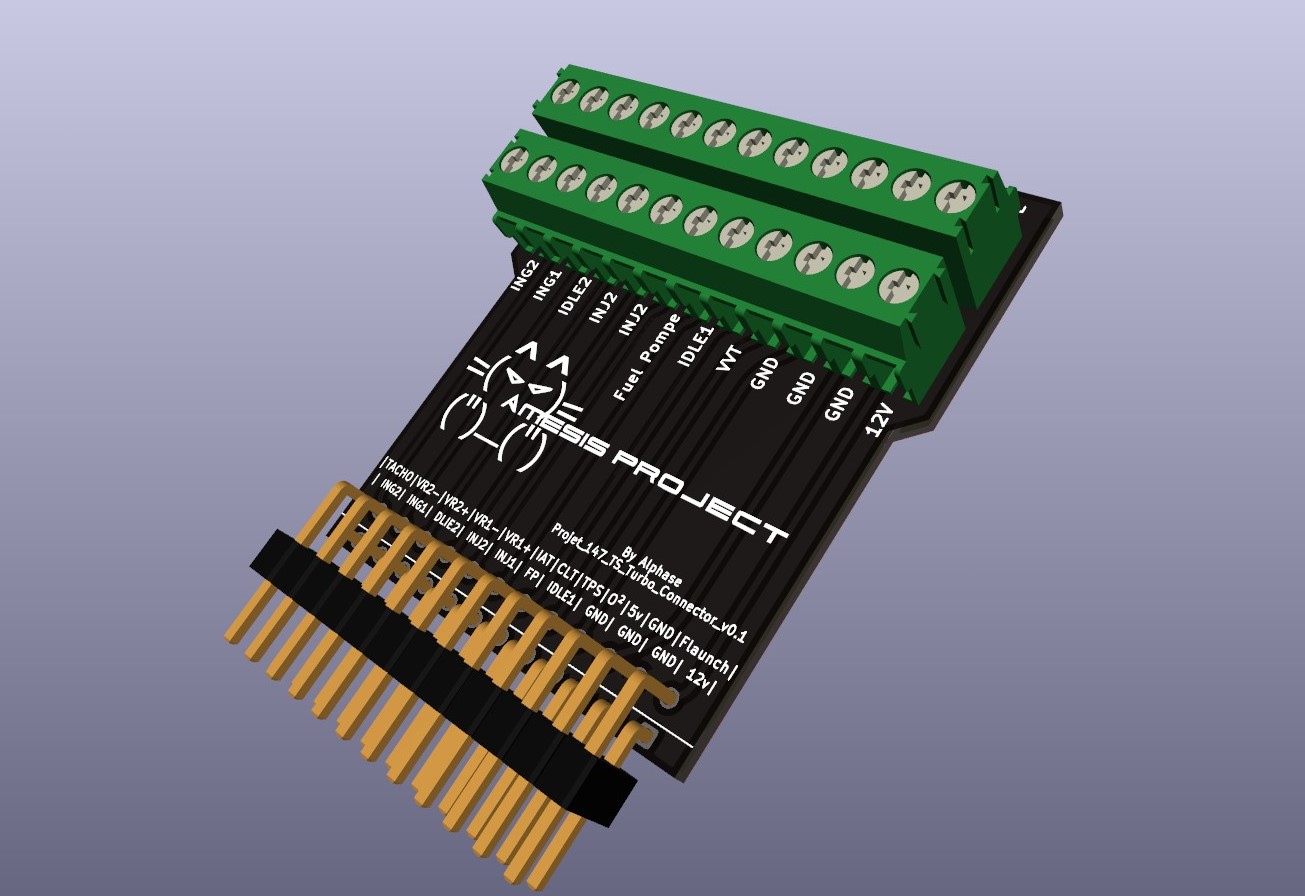 ING2
ING1
IDLE2
INJ2
INJ2
Fuel Pompe
IDLE1
VVT
GND
GND
GND
12V
AMESIS PROJECT
By Alphase
Projet_147_TS_Turbo_Connector_v0.1
|TACHO|VR2-|VR2+|VR1-|VR1+|IAT|CLT|TPS|O²|5v|GND|Flaunch|
| ING2| ING1| DLIE2| INJ2| INJ1| FP| IDLE1| GND| GND| GND| 12v|